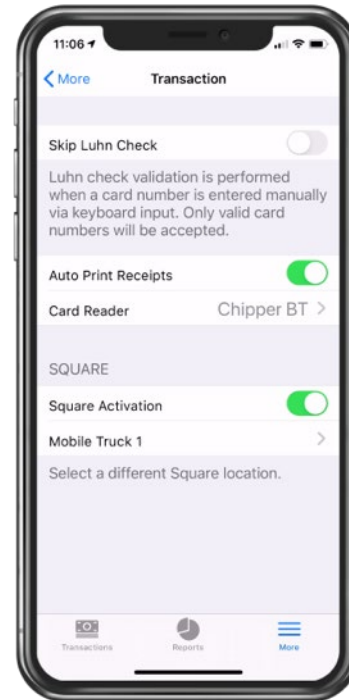 11:06
More
Transaction
Skip Luhn Check
Luhn check validation is performed
when a card number is entered manually
via keyboard input. Only valid card
numbers will be accepted.
Auto Print Receipts
Card Reader
Chipper BT
SQUARE
Square Activation
Mobile Truck 1
Select a different Square location.
Transactions
Reports
More